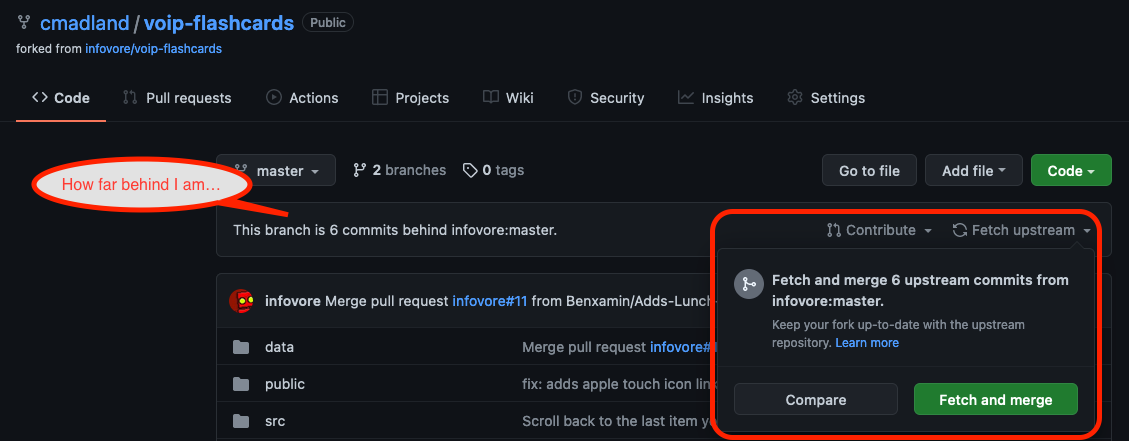 cmadland / voip-flashcards Public
forked from infovore/voip-flashcards
Code Pull requests Actions Projects Wiki Security Insights Settings
How far behind I am...
master 2 branches 0 tags Go to file Add file Code
This branch is 6 commits behind infovore:master. Contribute Fetch upstream
Fetch and merge 6 upstream commits from
infovore:master.
Keep your fork up-to-date with the upstream
repository. Learn more
Compare Fetch and merge
infovore Merge pull request infovore#11 from Benxamin/Adds-Lunch-
data Merge pull request infovore#
public fix: adds apple touch icon
src Scroll back to the last item